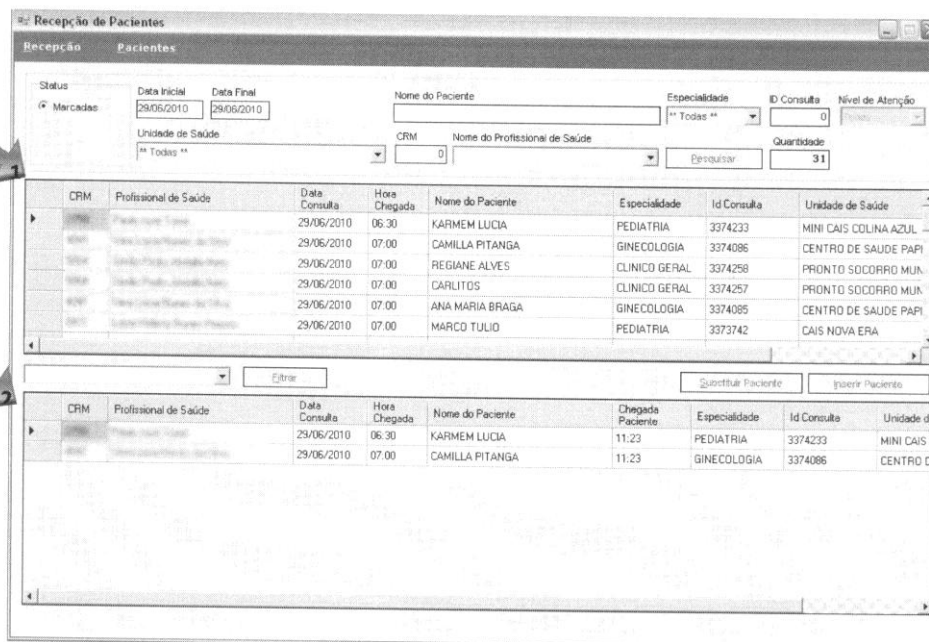 Recepção de Pacientes
Recepção Pacientes
Status
Marcadas
Data Inicial Data Final
29/06/2010 29/06/2010
Nome do Paciente
Especialidade
** Todas **
ID Consulta
0
Nível de Atenção
Unidade de Saúde
** Todas **
CRM
0
Nome do Profissional de Saúde
Pesquisar
Quantidade
31
1
CRM Profissional de Saúde Data Consulta Hora Chegada Nome do Paciente Especialidade Id Consulta Unidade de Saúde
29/06/2010 06:30 KARMEM LUCIA PEDIATRIA 3374233 MINI CAIS COLINA AZUL
29/06/2010 07:00 CAMILLA PITANGA GINECOLOGIA 3374086 CENTRO DE SAUDE PAPI
29/06/2010 07:00 REGIANE ALVES CLINICO GERAL 3374258 PRONTO SOCORRO MUN
29/06/2010 07:00 CARLITOS CLINICO GERAL 3374257 PRONTO SOCORRO MUN
29/06/2010 07:00 ANA MARIA BRAGA GINECOLOGIA 3374085 CENTRO DE SAUDE PAPI
29/06/2010 07:00 MARCO TULIO PEDIATRIA 3373742 CAIS NOVA ERA
Filtrar Substituir Paciente Inserir Paciente
2
CRM Profissional de Saúde Data Consulta Hora Chegada Nome do Paciente Chegada Paciente Especialidade Id Consulta Unidade d
29/06/2010 06:30 KARMEM LUCIA 11:23 PEDIATRIA 3374233 MINI CAIS
29/06/2010 07:00 CAMILLA PITANGA 11:23 GINECOLOGIA 3374086 CENTRO D